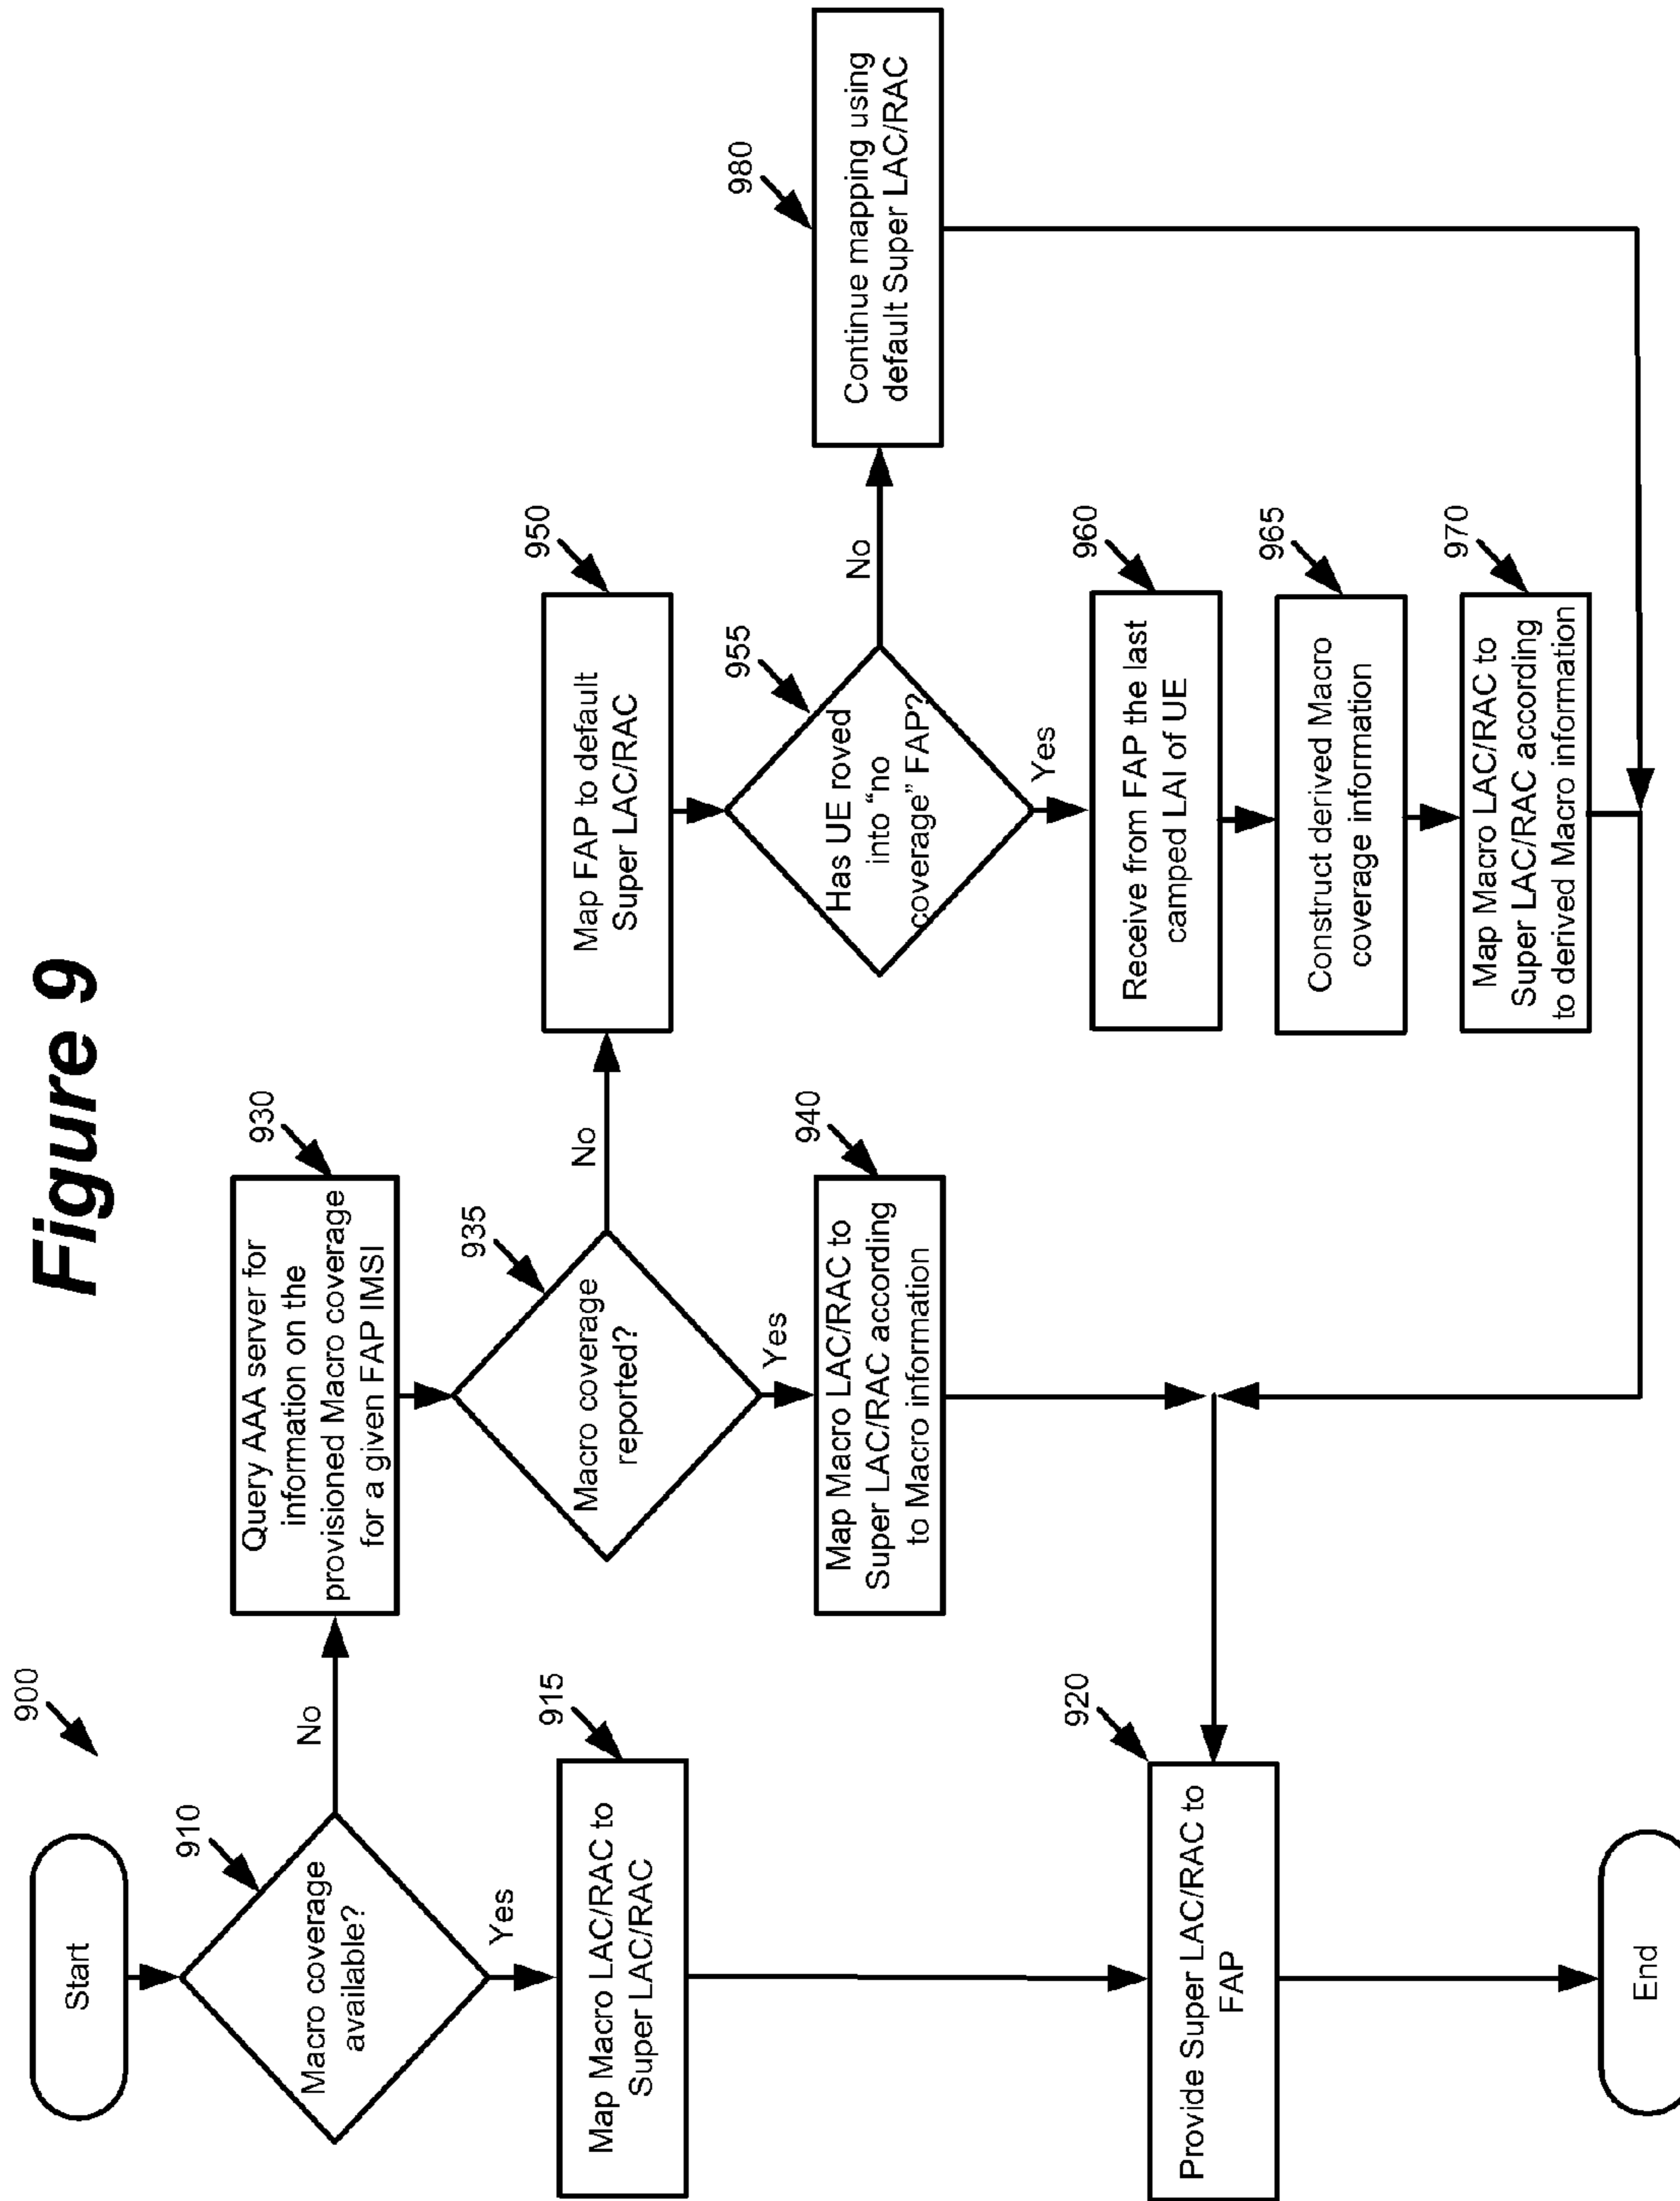 Figure 9
900
Start
910
Macro coverage
available?
No
Yes
915
Map Macro LAC/RAC to
Super LAC/RAC
920
Provide Super LAC/RAC to
FAP
End
930
Query AAA server for
information on the
provisioned Macro coverage
for a given FAP IMSI
935
Macro coverage
reported?
No
Yes
940
Map Macro LAC/RAC to
Super LAC/RAC according
to Macro information
950
Map FAP to default
Super LAC/RAC
955
Has UE roved
into “no
coverage” FAP?
No
Yes
960
Receive from FAP the last
camped LAI of UE
965
Construct derived Macro
coverage information
970
Map Macro LAC/RAC to
Super LAC/RAC according
to derived Macro information
980
Continue mapping using
default Super LAC/RAC